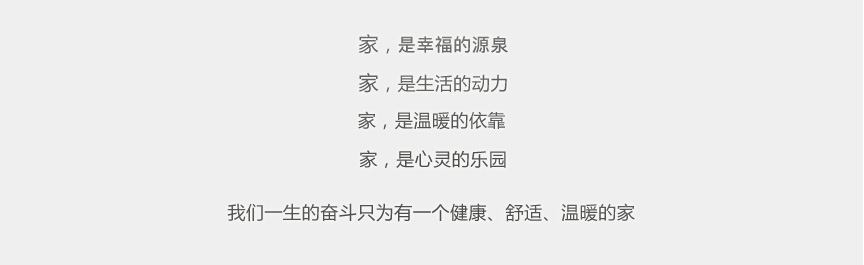 家，是幸福的源泉
家，是生活的动力
家，是温暖的依靠
家，是心灵的乐园
我们一生的奋斗只为有一个健康、舒适、温暖的家